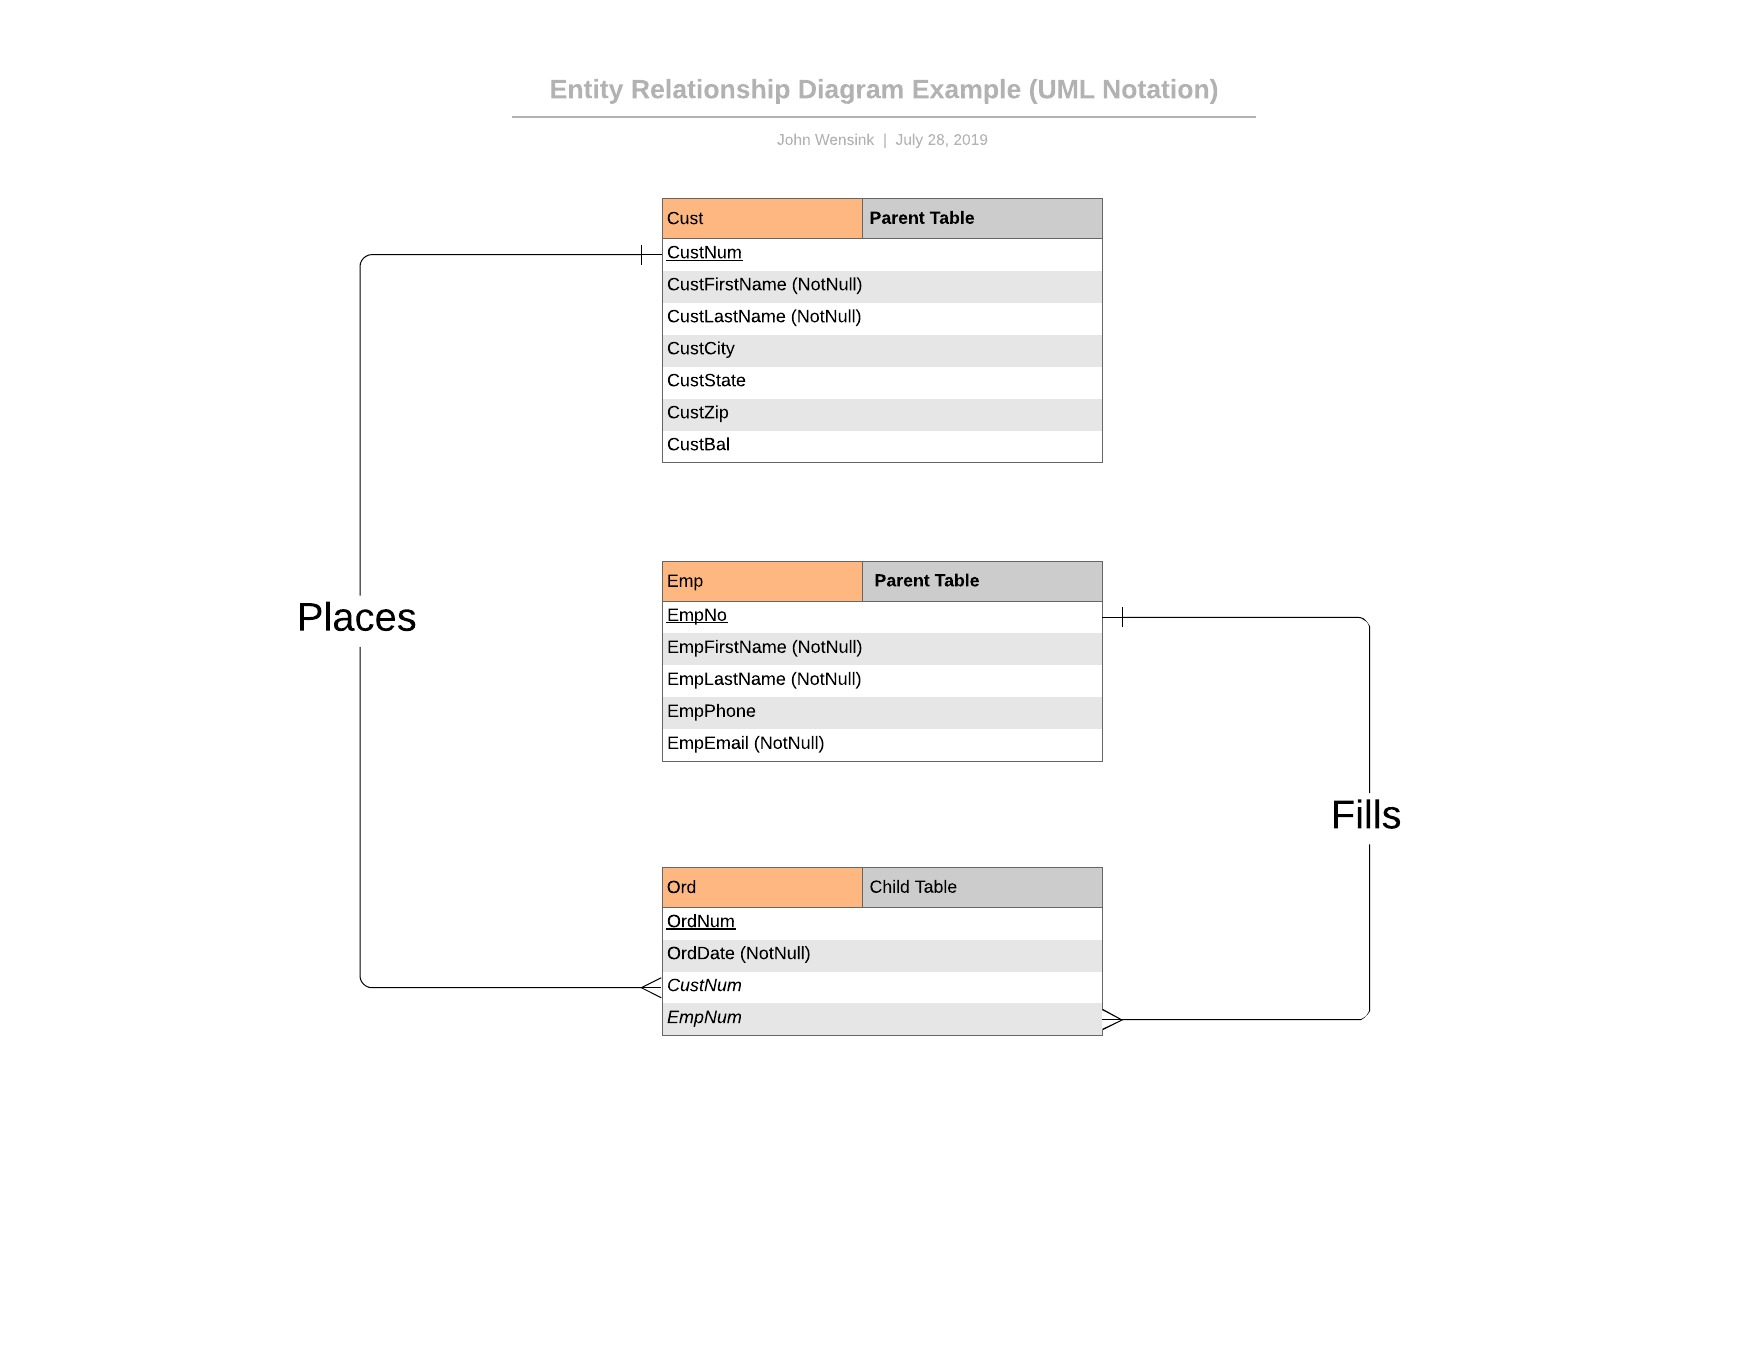 Entity Relationship Diagram Example (UML Notation)
John Wensink | July 28, 2019
Cust Parent Table
CustNum
CustFirstName (NotNull)
CustLastName (NotNull)
CustCity
CustState
CustZip
CustBal
Places
Emp Parent Table
EmpNo
EmpFirstName (NotNull)
EmpLastName (NotNull)
EmpPhone
EmpEmail (NotNull)
Fills
Ord Child Table
OrdNum
OrdDate (NotNull)
CustNum
EmpNum